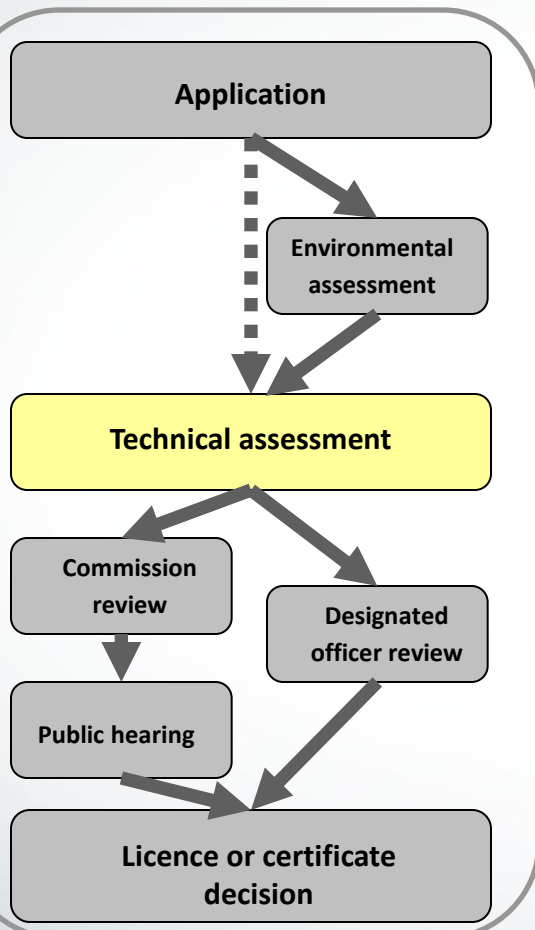 Application
Environmental
assessment
Technical assessment
Commission
review
Designated
officer review
Public hearing
Licence or certificate
decision